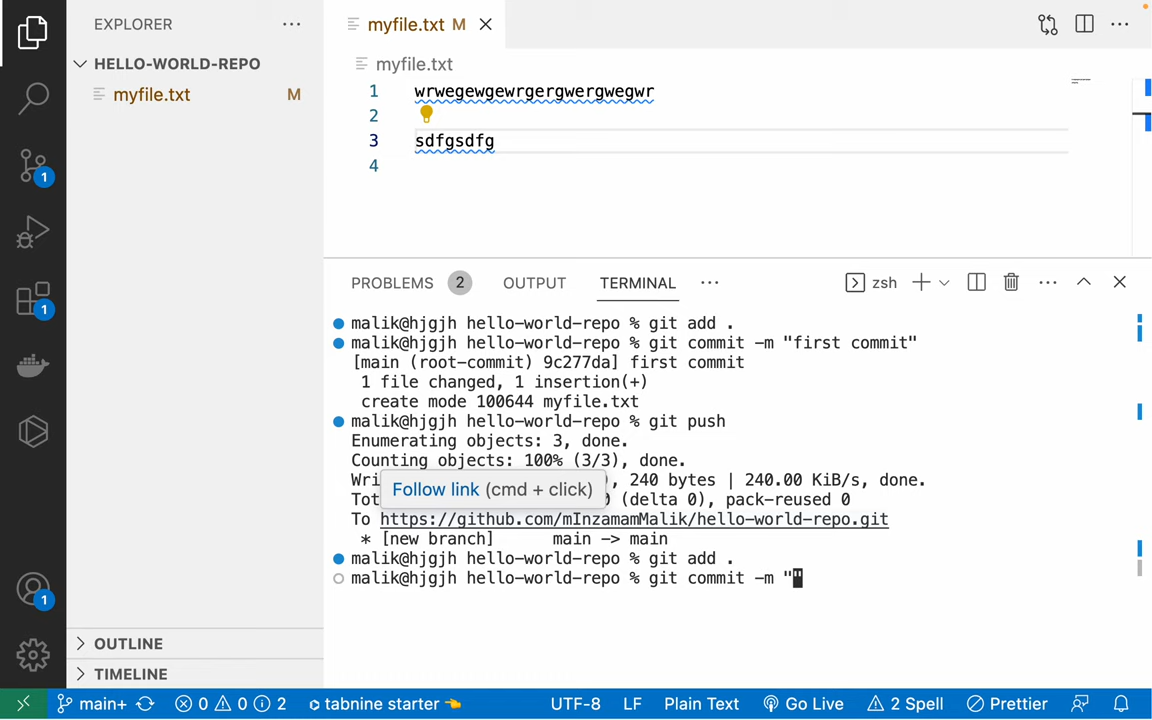 EXPLORER
HELLO-WORLD-REPO
myfile.txt M
1
1
1
OUTLINE
TIMELINE
myfile.txt M
myfile.txt
1 wrwegewgewrgergwergwegwr
2
3 sdfgsdfg
4
PROBLEMS 2 OUTPUT TERMINAL zsh
malik@hjgjh hello-world-repo % git add .
malik@hjgjh hello-world-repo % git commit -m "first commit"
[main (root-commit) 9c277da] first commit
1 file changed, 1 insertion(+)
create mode 100644 myfile.txt
malik@hjgjh hello-world-repo % git push
Enumerating objects: 3, done.
Counting objects: 100% (3/3), done.
, 240 bytes | 240.00 KiB/s, done.
Follow link (cmd + click)
(delta 0), pack-reused 0
To https://github.com/mInzamamMalik/hello-world-repo.git
* [new branch] main -> main
malik@hjgjh hello-world-repo % git add .
malik@hjgjh hello-world-repo % git commit -m ""
main+ 0 0 2 tabnine starter UTF-8 LF Plain Text Go Live 2 Spell Prettier